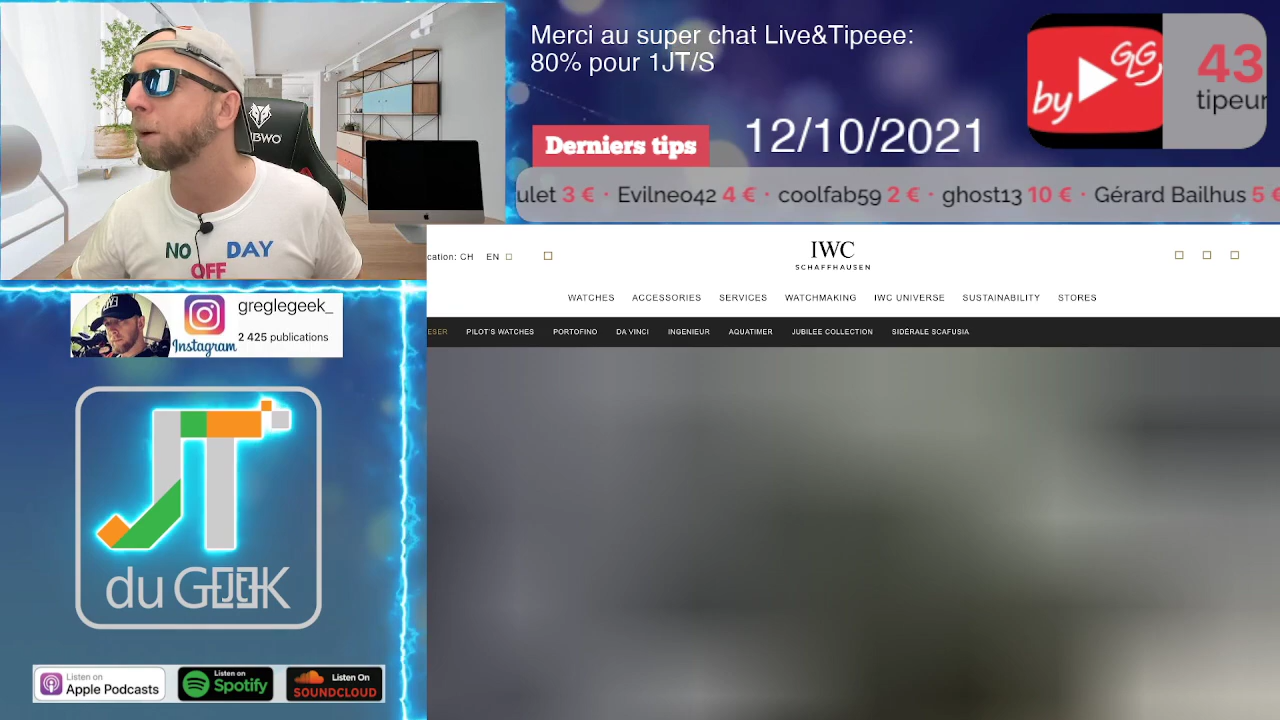 Merci au super chat Live&Tipeee:
80% pour 1JT/S
by GLG
43
tipeur
Derniers tips
12/10/2021
ulet 3 € · Evilneo42 4 € · coolfab59 2 € · ghost13 10 € · Gérard Bailhus 5 €
BWO
NO DAY
OFF
cation: CH EN
IWC
SCHAFFHAUSEN
WATCHES ACCESSORIES SERVICES WATCHMAKING IWC UNIVERSE SUSTAINABILITY STORES
ESER PILOT'S WATCHES PORTOFINO DA VINCI INGENIEUR AQUATIMER JUBILEE COLLECTION SIDÉRALE SCAFUSIA
greglegeek_
Instagram 2 425 publications
JT
du GEEK
Listen on
Apple Podcasts
Listen on
Spotify
Listen On
SOUNDCLOUD